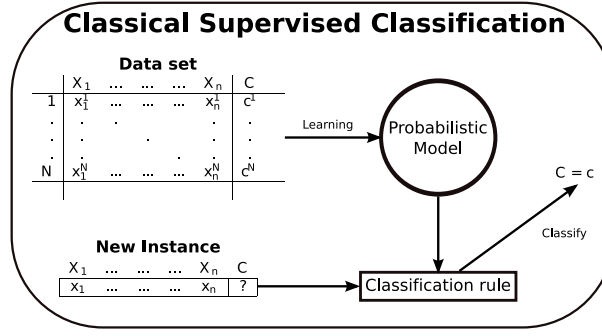 Classical Supervised Classification
Data set
X1 ... ... ... Xn C
1 x₁¹ ... ... ... xₙ¹ c¹
. . . . .
. . . . .
. . . . .
N x₁ᴺ ... ... ... xₙᴺ cᴺ
Learning
Probabilistic
Model
C = c
Classify
New Instance
X₁ ... ... ... Xₙ C
x₁ ... ... ... xₙ ?
Classification rule